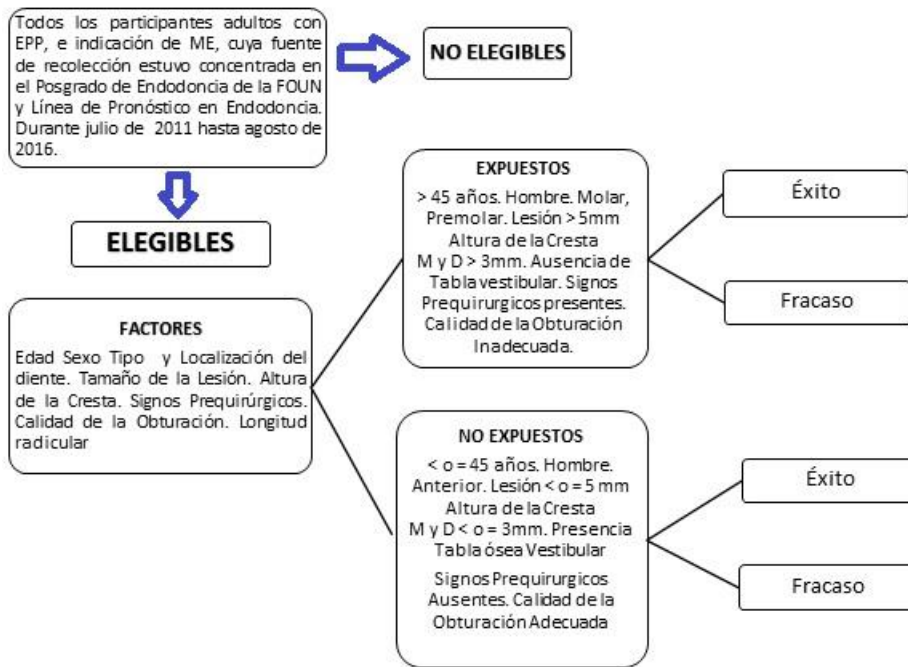 Todos los participantes adultos con
EPP, e indicación de ME, cuya fuente
de recolección estuvo concentrada en
el Posgrado de Endodoncia de la FOUN
y Línea de Pronóstico en Endodoncia.
Durante julio de 2011 hasta agosto de
2016.
NO ELEGIBLES
ELEGIBLES
FACTORES
Edad Sexo Tipo y Localización del
diente. Tamaño de la Lesión. Altura
de la Cresta. Signos Prequirúrgicos.
Calidad de la Obturación. Longitud
radicular
EXPUESTOS
> 45 años. Hombre. Molar,
Premolar. Lesión > 5mm
Altura de la Cresta
M y D > 3mm. Ausencia de
Tabla vestibular. Signos
Prequirurgicos presentes.
Calidad de la Obturación
Inadecuada.
Éxito
Fracaso
NO EXPUESTOS
< o = 45 años. Hombre.
Anterior. Lesión < o = 5 mm
Altura de la Cresta
M y D < o = 3mm. Presencia
Tabla ósea Vestibular
Signos Prequirurgicos
Ausentes. Calidad de la
Obturación Adecuada
Éxito
Fracaso